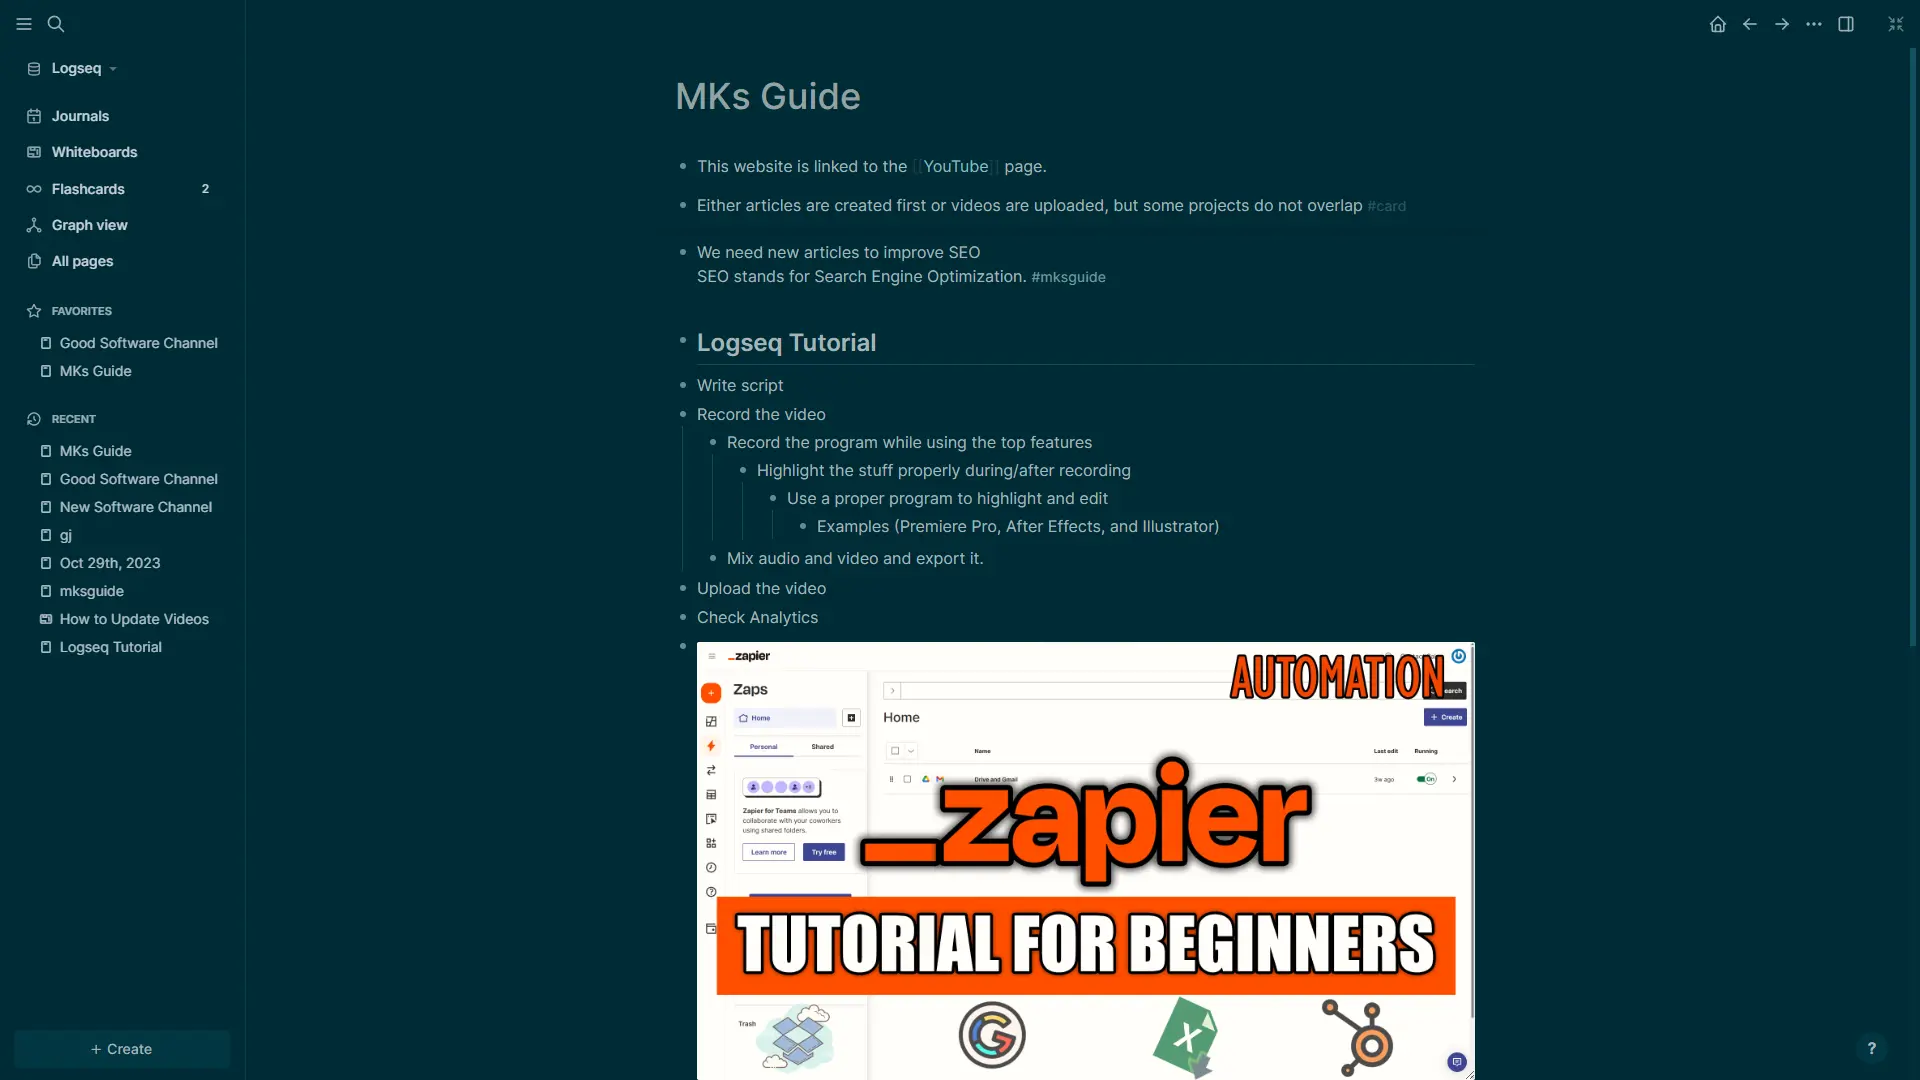 Logseq
Journals
Whiteboards
Flashcards 2
Graph view
All pages
FAVORITES
Good Software Channel
MKs Guide
RECENT
MKs Guide
Good Software Channel
New Software Channel
gj
Oct 29th, 2023
mksguide
How to Update Videos
Logseq Tutorial
+ Create
MKs Guide
This website is linked to the [[YouTube]] page.
Either articles are created first or videos are uploaded, but some projects do not overlap #card
We need new articles to improve SEO
SEO stands for Search Engine Optimization. #mksguide
Logseq Tutorial
Write script
Record the video
Record the program while using the top features
Highlight the stuff properly during/after recording
Use a proper program to highlight and edit
Examples (Premiere Pro, After Effects, and Illustrator)
Mix audio and video and export it.
Upload the video
Check Analytics
_zapier
AUTOMATION
Zaps
Home
Personal Shared
Zapier for Teams allows you to
collaborate with your coworkers
using shared folders.
Learn more Try free
Home
+ Create
Name Last edit Running
Drive and Gmail 3w ago On
_zapier
TUTORIAL FOR BEGINNERS
Trash
?